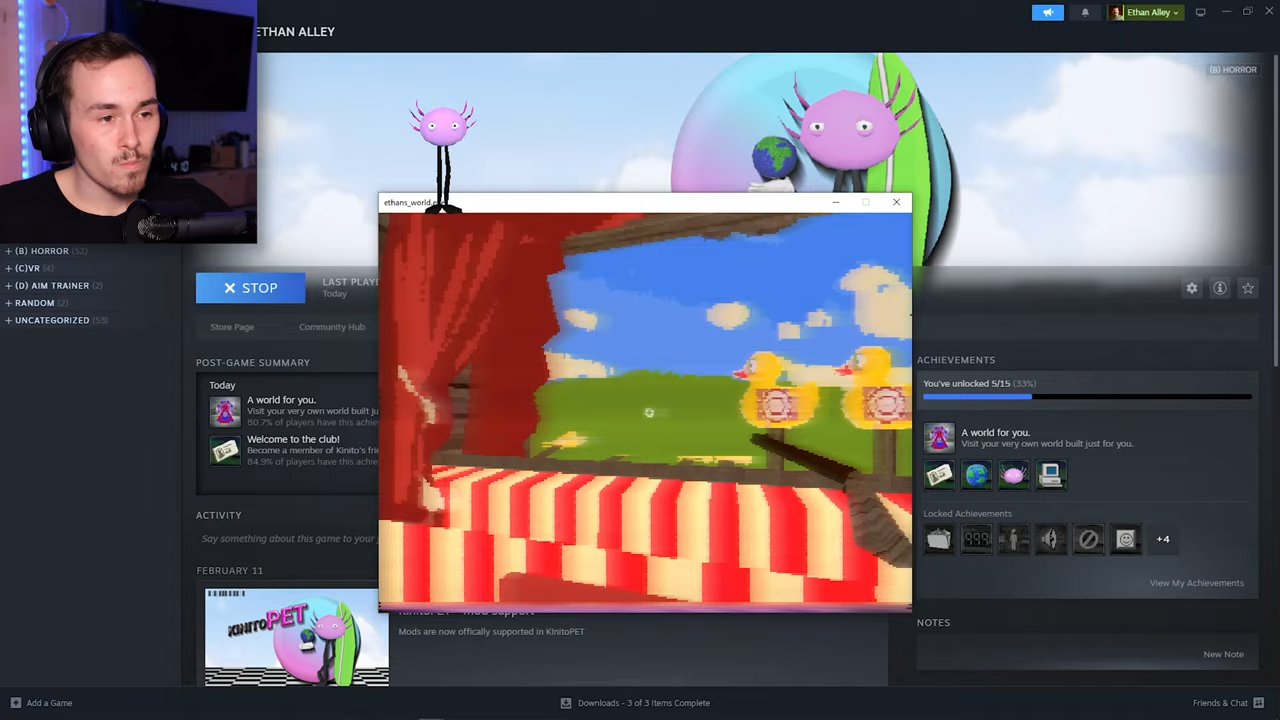 ETHAN ALLEY
Ethan Alley
(B) HORROR
ethans_world.e
+ (B) HORROR (52)
+ (C)VR (4)
+ (D) AIM TRAINER (2)
+ RANDOM (2)
+ UNCATEGORIZED (53)
STOP
LAST PLAYE
Today
Store Page
Community Hub
POST-GAME SUMMARY
Today
A world for you.
Visit your very own world built jus
80.7% of players have this achie
Welcome to the club!
Become a member of Kinito's frie
84.9% of players have this achie
ACTIVITY
Say something about this game to your
FEBRUARY 11
KINITOPET
KinitoPET - Mod Support
Mods are now offically supported in KInitoPET
ACHIEVEMENTS
You've unlocked 5/15 (33%)
A world for you.
Visit your very own world built just for you.
Locked Achievements
999
+4
View My Achievements
NOTES
New Note
Add a Game
Downloads - 3 of 3 Items Complete
Friends & Chat